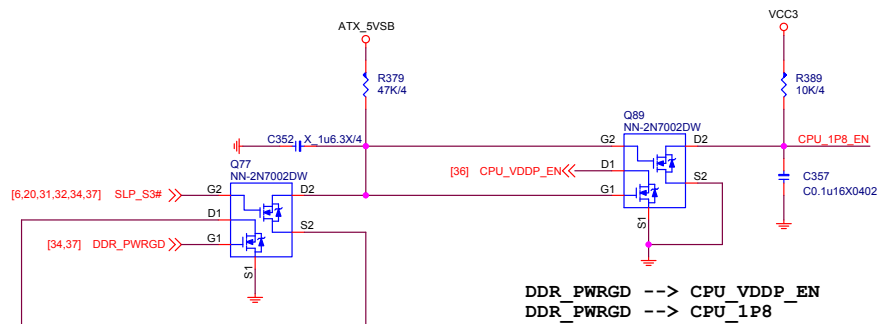 ATX_5VSB
VCC3
R379
47K/4
R389
10K/4
Q89
NN-2N7002DW
C352
X_1u6.3X/4
G2
D2
CPU_1P8_EN
Q77
NN-2N7002DW
[36] CPU_VDDP_EN
D1
S2
C357
C0.1u16X0402
[6,20,31,32,34,37] SLP_S3#
G2
D2
G1
D1
S2
S1
[34,37] DDR_PWRGD
G1
S1
DDR_PWRGD --> CPU_VDDP_EN
DDR_PWRGD --> CPU_1P8